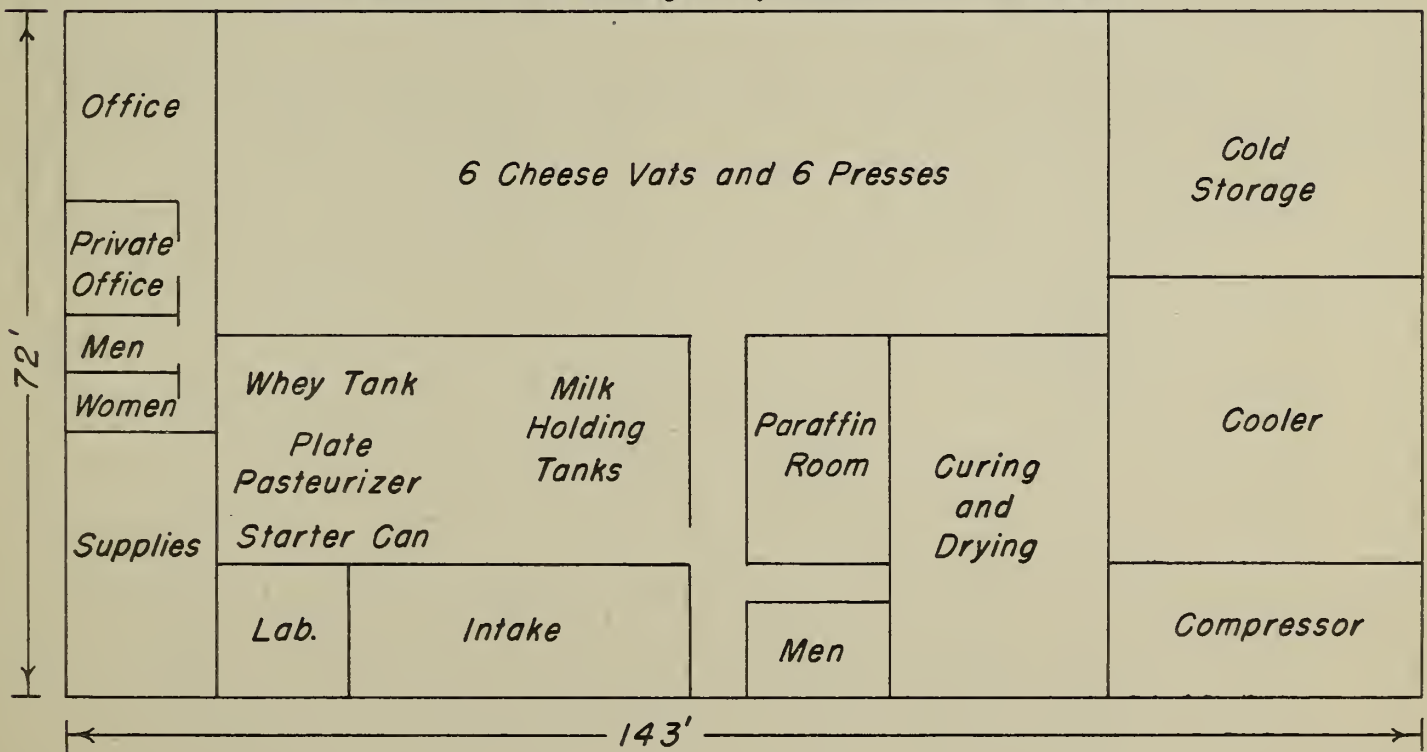 Office
6 Cheese Vats and 6 Presses
Cold
Storage
Private
Office
Men
Women
72'
Whey Tank
Plate
Pasteurizer
Starter Can
Milk
Holding
Tanks
Paraffin
Room
Curing
and
Drying
Cooler
Supplies
Lab.
Intake
Men
Compressor
143'